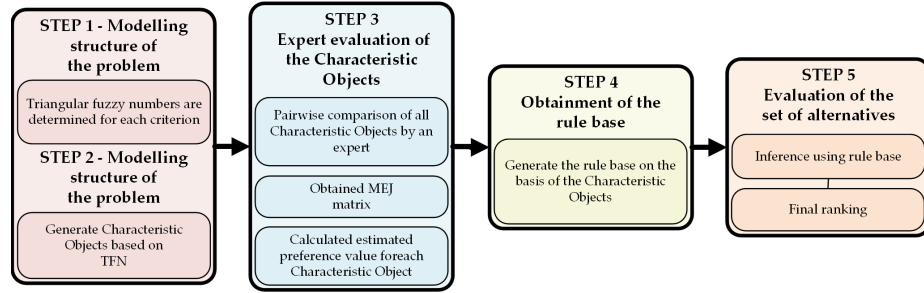 STEP 1 - Modelling
structure of
the problem
Triangular fuzzy numbers are
determined for each criterion
STEP 2 - Modelling
structure of
the problem
Generate Characteristic
Objects based on
TFN
STEP 3
Expert evaluation of
the Characteristic
Objects
Pairwise comparison of all
Characteristic Objects by an
expert
Obtained MEJ
matrix
Calculated estimated
preference value foreach
Characteristic Object
STEP 4
Obtainment of the
rule base
Generate the rule base on the
basis of the Characteristic
Objects
STEP 5
Evaluation of the
set of alternatives
Inference using rule base
Final ranking